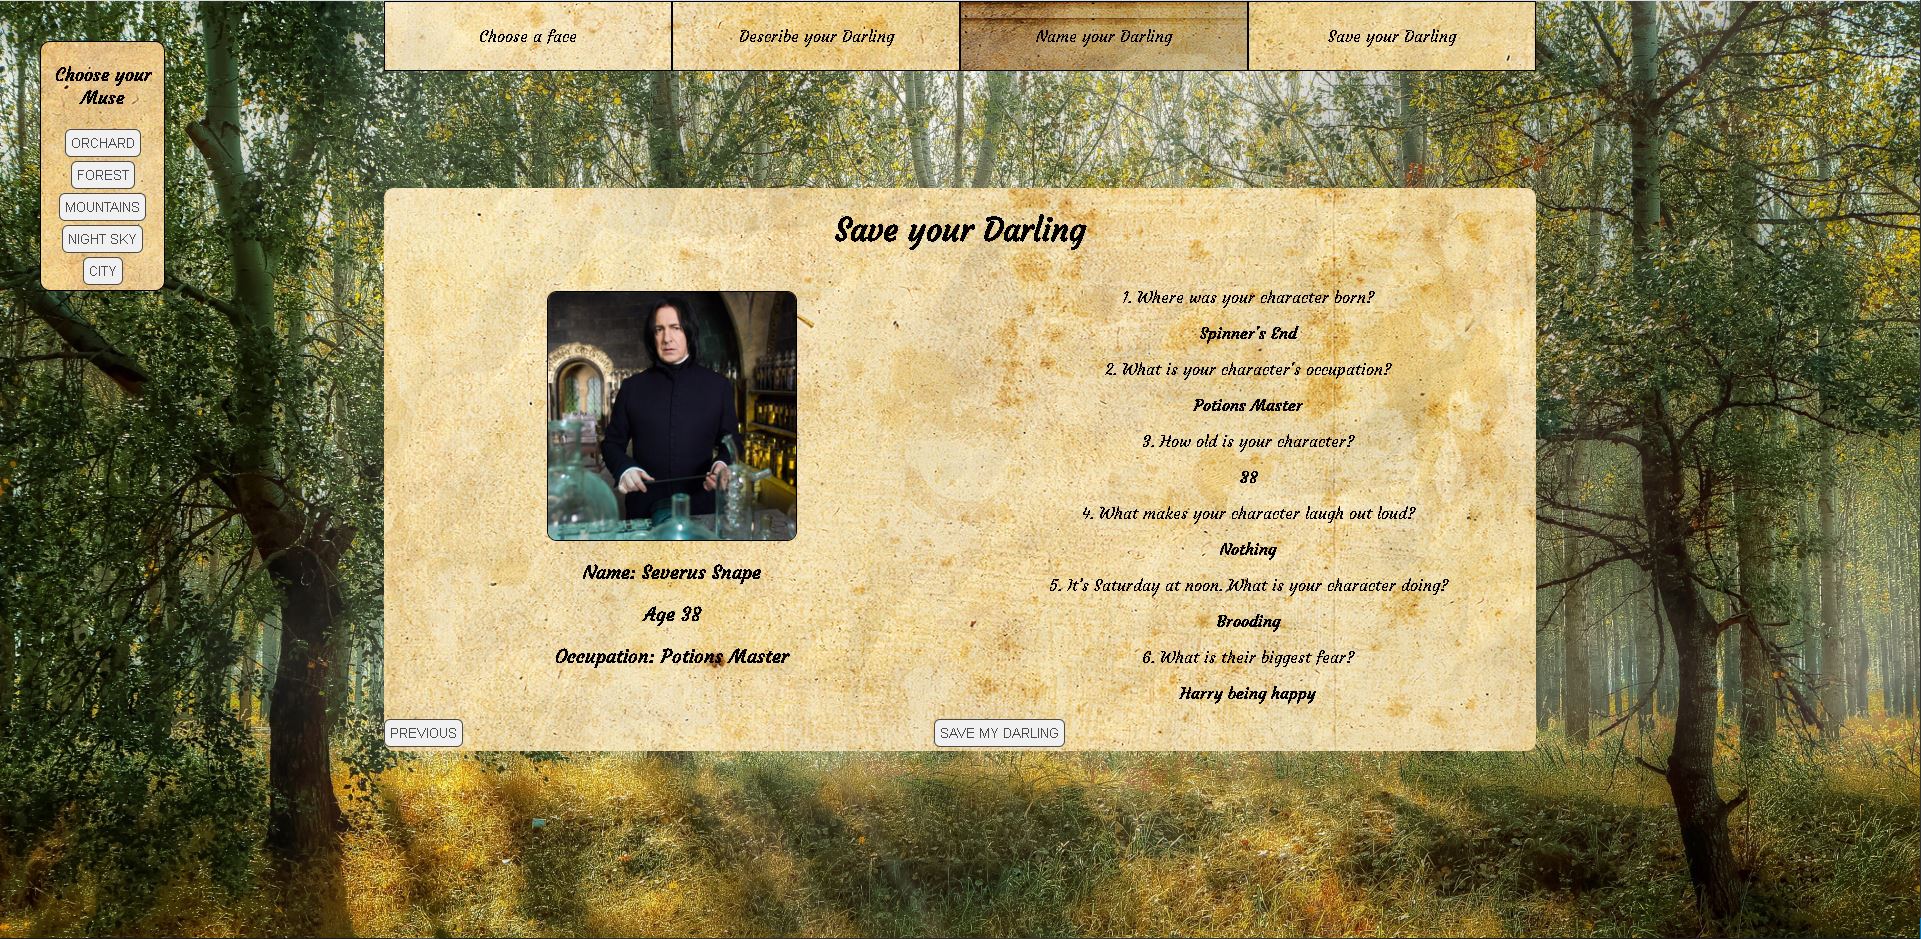 Choose a face
Describe your Darling
Name your Darling
Save your Darling
Choose your
Muse
ORCHARD
FOREST
MOUNTAINS
NIGHT SKY
CITY
Save your Darling
Name: Severus Snape
Age 38
Occupation: Potions Master
1. Where was your character born?
Spinner's End
2. What is your character's occupation?
Potions Master
3. How old is your character?
38
4. What makes your character laugh out loud?
Nothing
5. It's Saturday at noon. What is your character doing?
Brooding
6. What is their biggest fear?
Harry being happy
PREVIOUS
SAVE MY DARLING